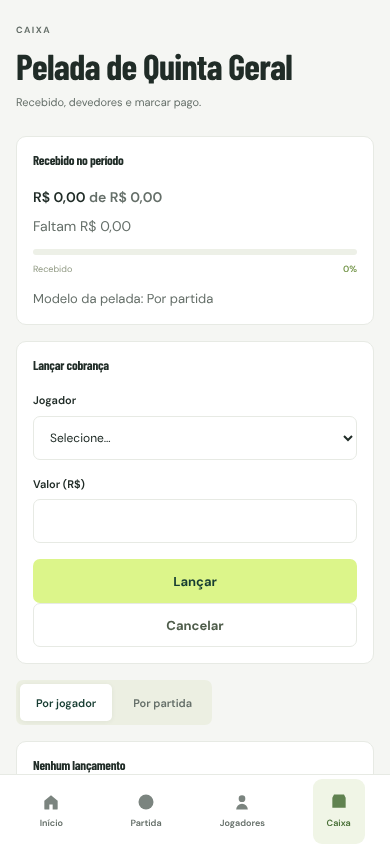 CAIXA
Pelada de Quinta Geral
Recebido, devedores e marcar pago.
Recebido no período
R$ 0,00 de R$ 0,00
Faltam R$ 0,00
Recebido 0%
Modelo da pelada: Por partida
Lançar cobrança
Jogador
Selecione...
Valor (R$)
Lançar
Cancelar
Por jogador Por partida
Nenhum lançamento
Início Partida Jogadores Caixa